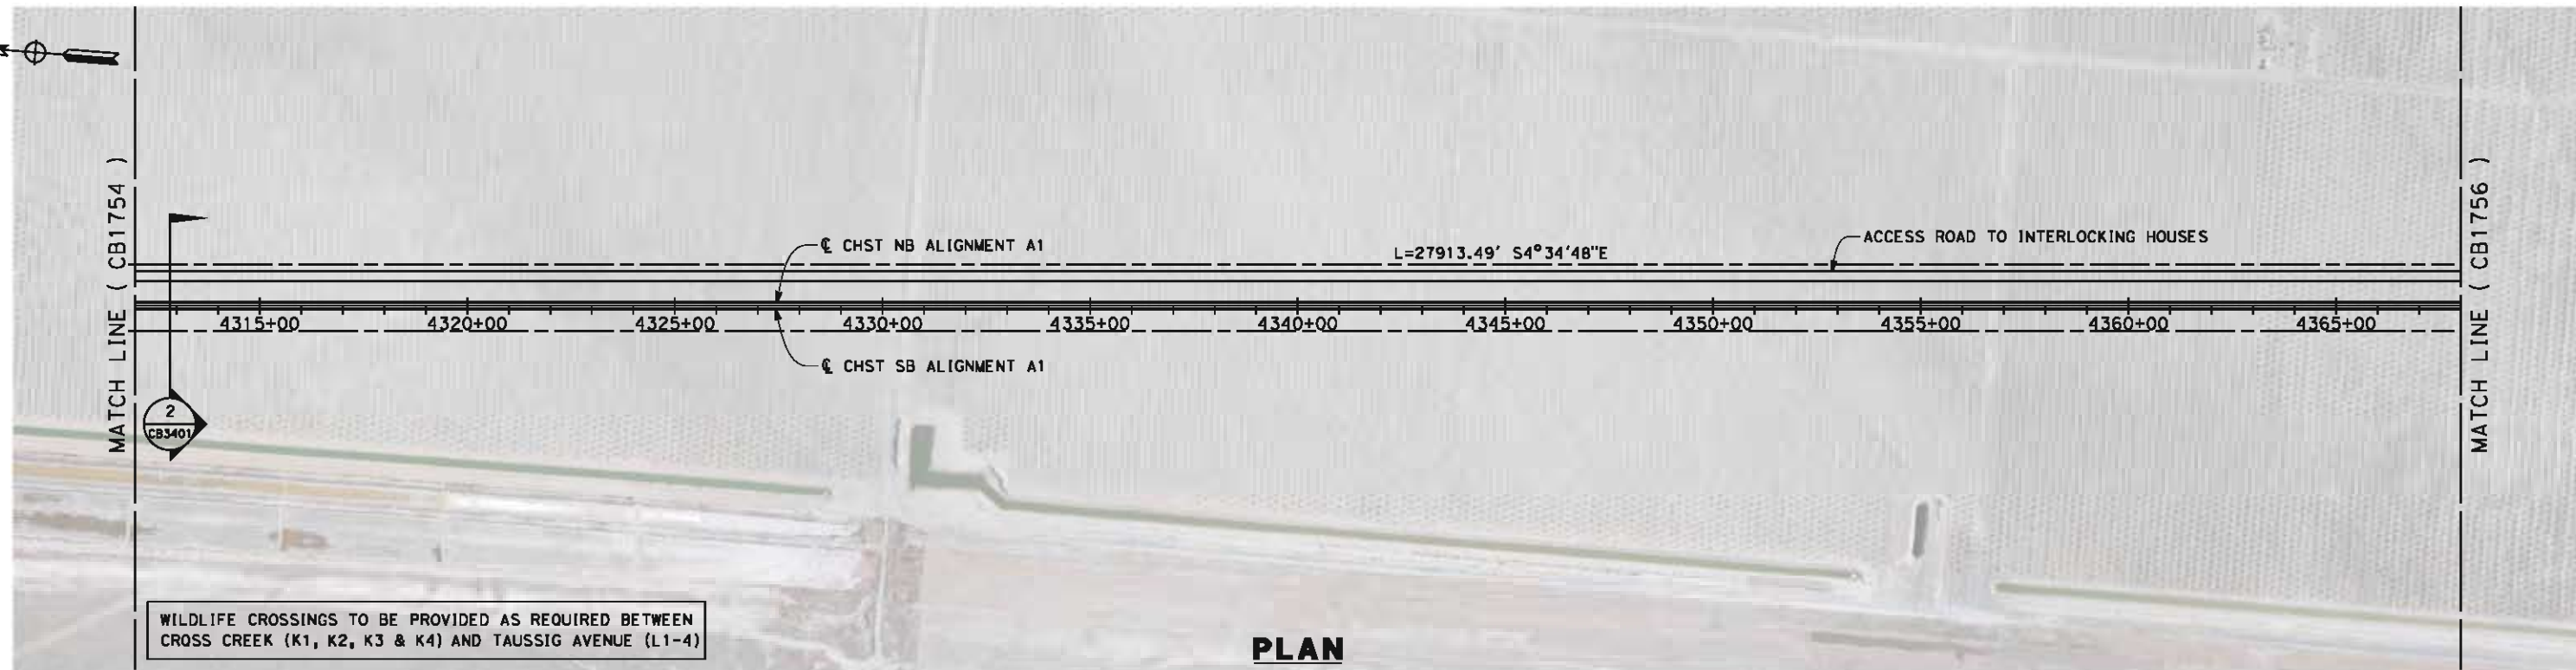 MATCH LINE ( CB1754 )
℄ CHST NB ALIGNMENT A1
L=27913.49' S4°34'48"E
ACCESS ROAD TO INTERLOCKING HOUSES
4315+00 4320+00 4325+00 4330+00 4335+00 4340+00 4345+00 4350+00 4355+00 4360+00 4365+00
℄ CHST SB ALIGNMENT A1
2
CB3401
MATCH LINE ( CB1756 )
WILDLIFE CROSSINGS TO BE PROVIDED AS REQUIRED BETWEEN
CROSS CREEK (K1, K2, K3 & K4) AND TAUSSIG AVENUE (L1-4)
PLAN